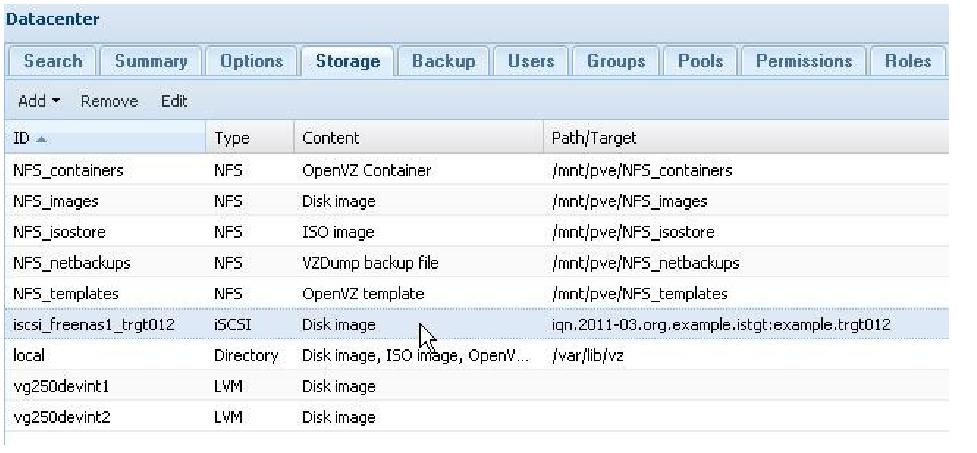 Datacenter
Search Summary Options Storage Backup Users Groups Pools Permissions Roles
Add Remove Edit
ID Type Content Path/Target
NFS_containers NFS OpenVZ Container /mnt/pve/NFS_containers
NFS_images NFS Disk image /mnt/pve/NFS_images
NFS_isostore NFS ISO image /mnt/pve/NFS_isostore
NFS_netbackups NFS VZDump backup file /mnt/pve/NFS_netbackups
NFS_templates NFS OpenVZ template /mnt/pve/NFS_templates
iscsi_freenas1_trgt012 iSCSI Disk image iqn.2011-03.org.example.istgt:example.trgt012
local Directory Disk image, ISO image, OpenV... /var/lib/vz
vg250devint1 LVM Disk image
vg250devint2 LVM Disk image